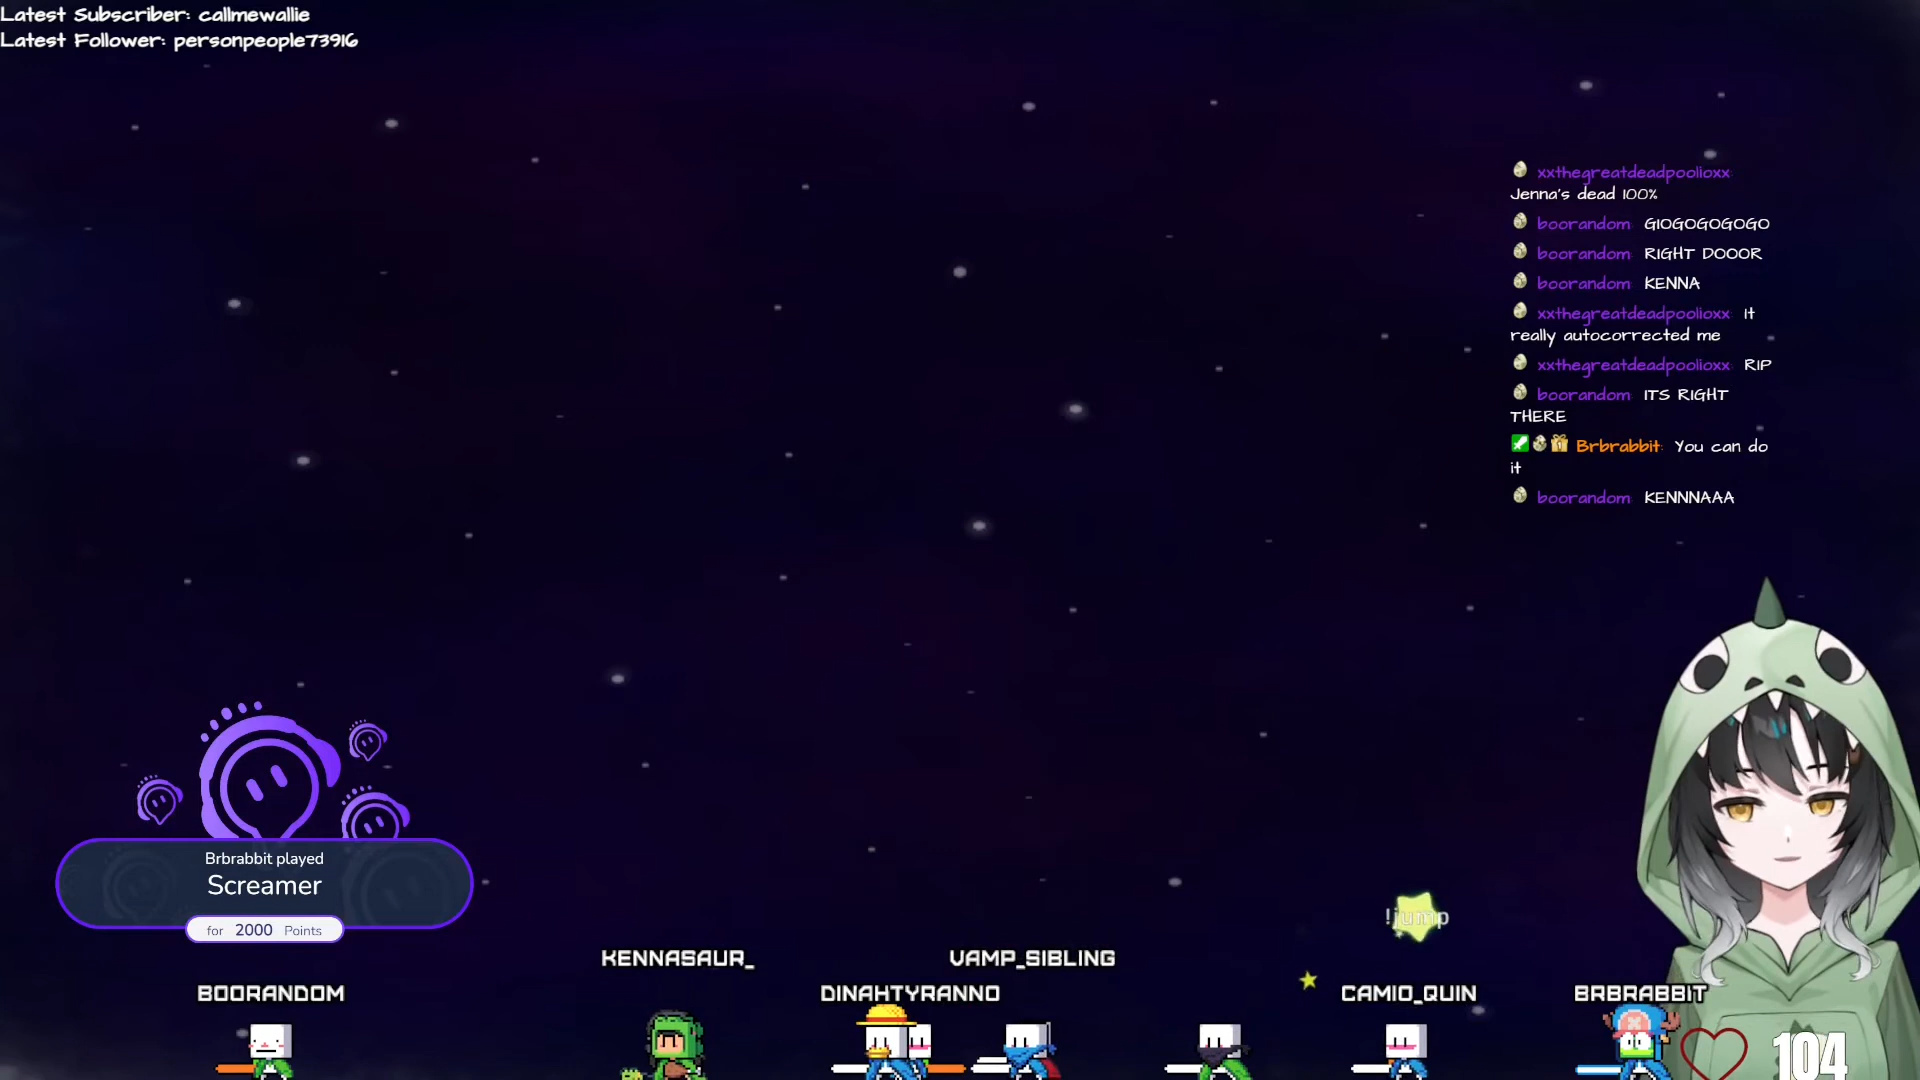 Latest Subscriber: callmewallie
Latest Follower: personpeople73916
xxthegreatdeadpoolioxx
Jenna's dead 100%
boorandom: GIOGOGOGOGO
boorandom: RIGHT DOOOR
boorandom: KENNA
xxthegreatdeadpoolioxx: It
really autocorrected me
xxthegreatdeadpoolioxx: RIP
boorandom: ITS RIGHT
THERE
Brbrabbit: You can do
it
boorandom: KENNNAAA
Brbrabbit played
Screamer
for 2000 Points
!jump
KENNASAUR_
VAMP_SIBLING
BOORANDOM
DINAHTYRANNO
CAMIO_QUIN
BRBRABBIT
104